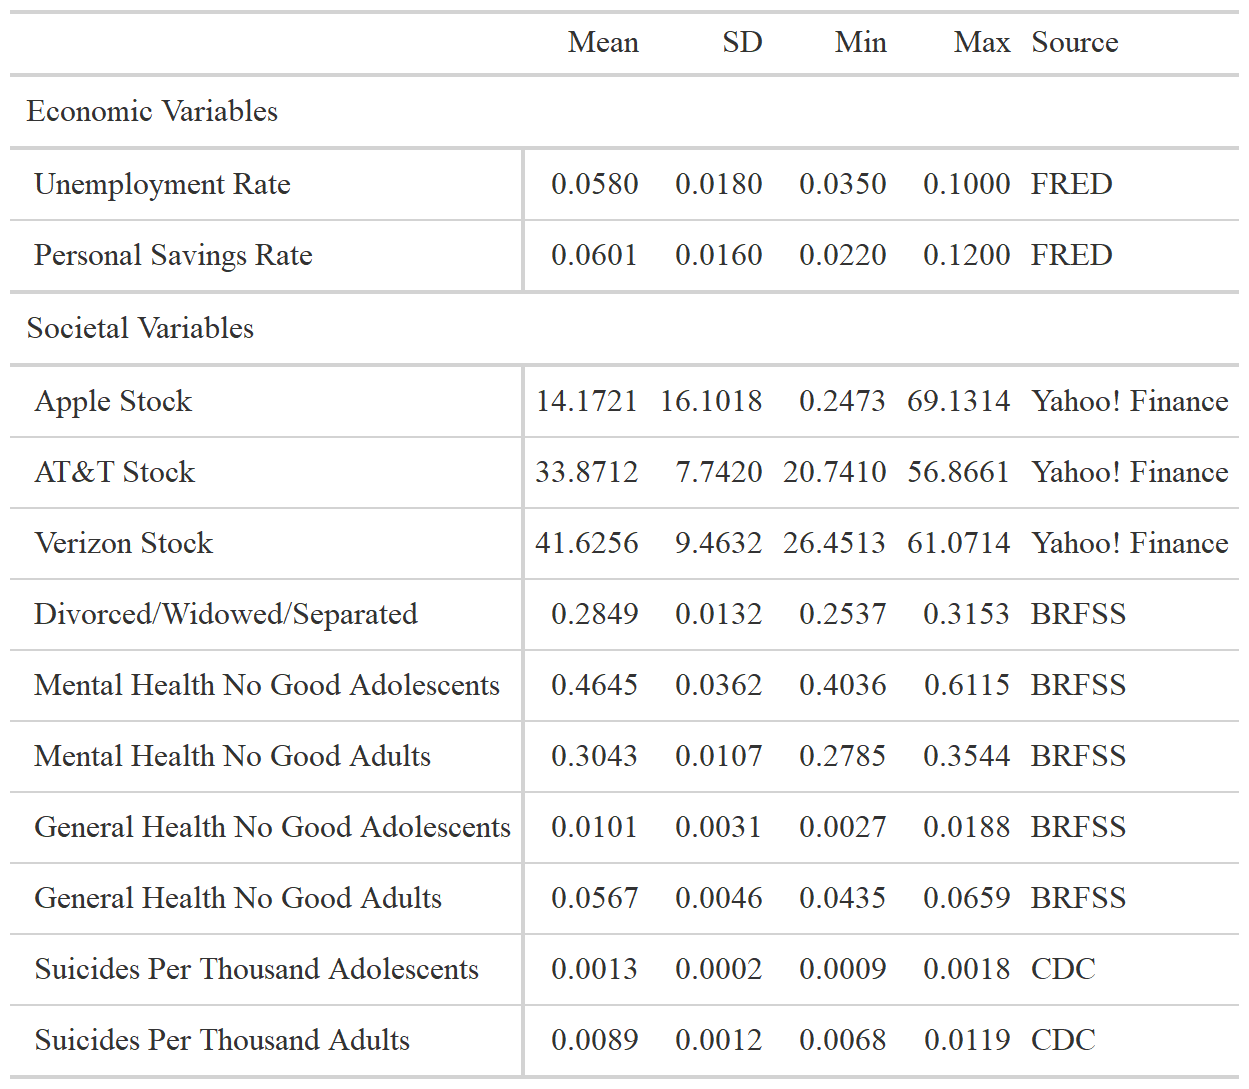 Mean SD Min Max Source
Economic Variables
Unemployment Rate 0.0580 0.0180 0.0350 0.1000 FRED
Personal Savings Rate 0.0601 0.0160 0.0220 0.1200 FRED
Societal Variables
Apple Stock 14.1721 16.1018 0.2473 69.1314 Yahoo! Finance
AT&T Stock 33.8712 7.7420 20.7410 56.8661 Yahoo! Finance
Verizon Stock 41.6256 9.4632 26.4513 61.0714 Yahoo! Finance
Divorced/Widowed/Separated 0.2849 0.0132 0.2537 0.3153 BRFSS
Mental Health No Good Adolescents 0.4645 0.0362 0.4036 0.6115 BRFSS
Mental Health No Good Adults 0.3043 0.0107 0.2785 0.3544 BRFSS
General Health No Good Adolescents 0.0101 0.0031 0.0027 0.0188 BRFSS
General Health No Good Adults 0.0567 0.0046 0.0435 0.0659 BRFSS
Suicides Per Thousand Adolescents 0.0013 0.0002 0.0009 0.0018 CDC
Suicides Per Thousand Adults 0.0089 0.0012 0.0068 0.0119 CDC